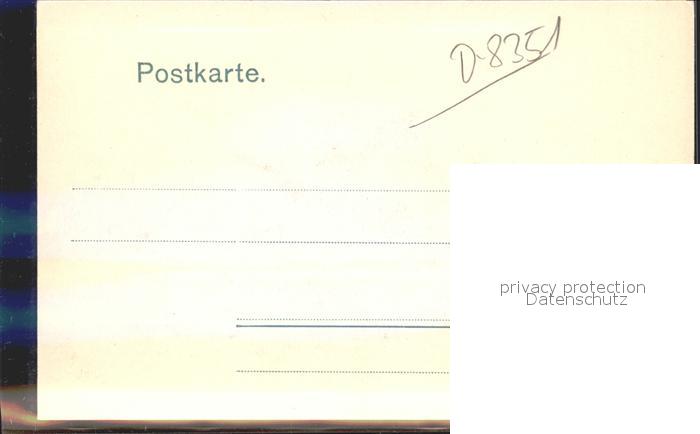 Postkarte.
D-8351
privacy protection
Datenschutz